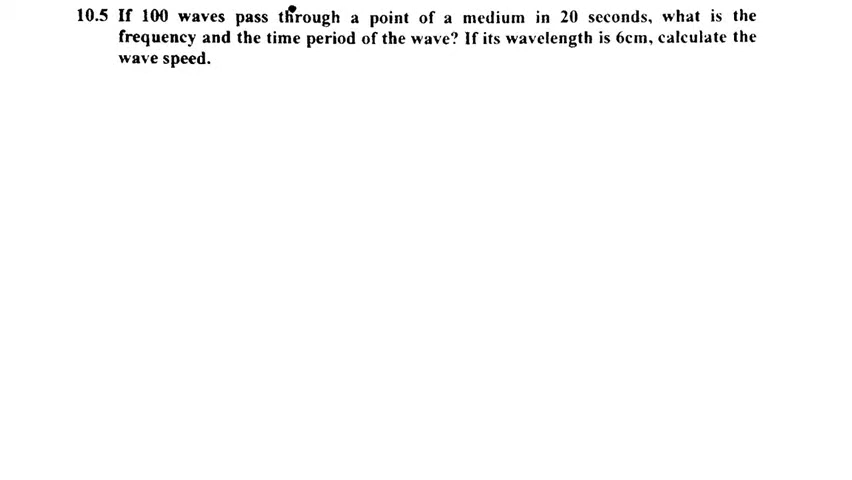 10.5 If 100 waves pass through a point of a medium in 20 seconds, what is the
frequency and the time period of the wave? If its wavelength is 6cm, calculate the
wave speed.